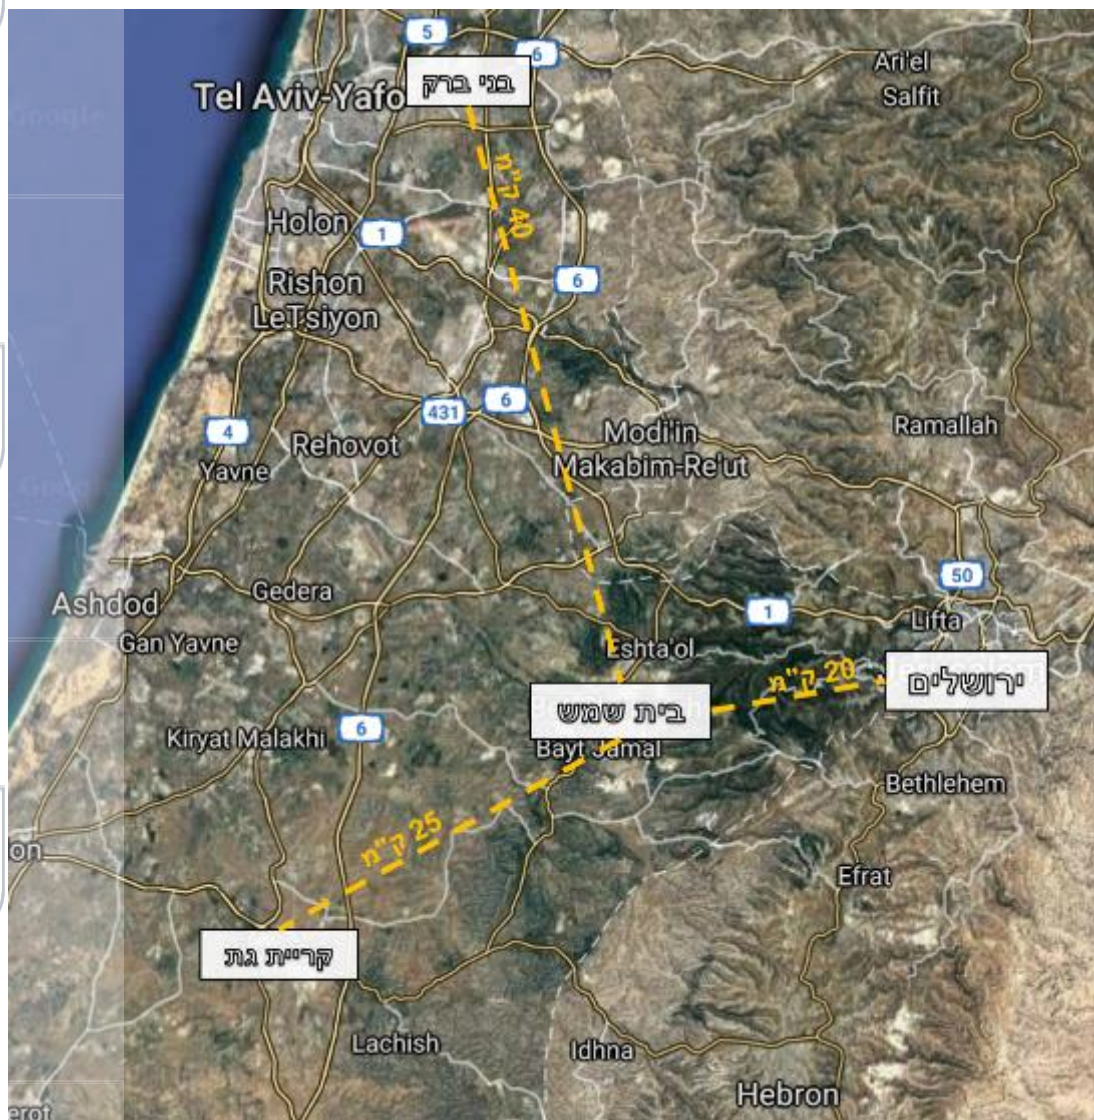 5
6
Ari'el
Salfit
Tel Aviv-Yafo
בני ברק
40 ק"מ
Holon
1
6
Rishon
LeTsiyon
6
431
4
Rehovot
Yavne
Modi'in
Makabim-Re'ut
Ramallah
50
1
Lifta
Ashdod
Gedera
Gan Yavne
Eshta'ol
20 ק"מ
ירושלים
בית שמש
Bayt Jamal
Kiryat Malakhi
6
Bethlehem
25 ק"מ
on
Efrat
קריית גת
Lachish
Idhna
Hebron
erot